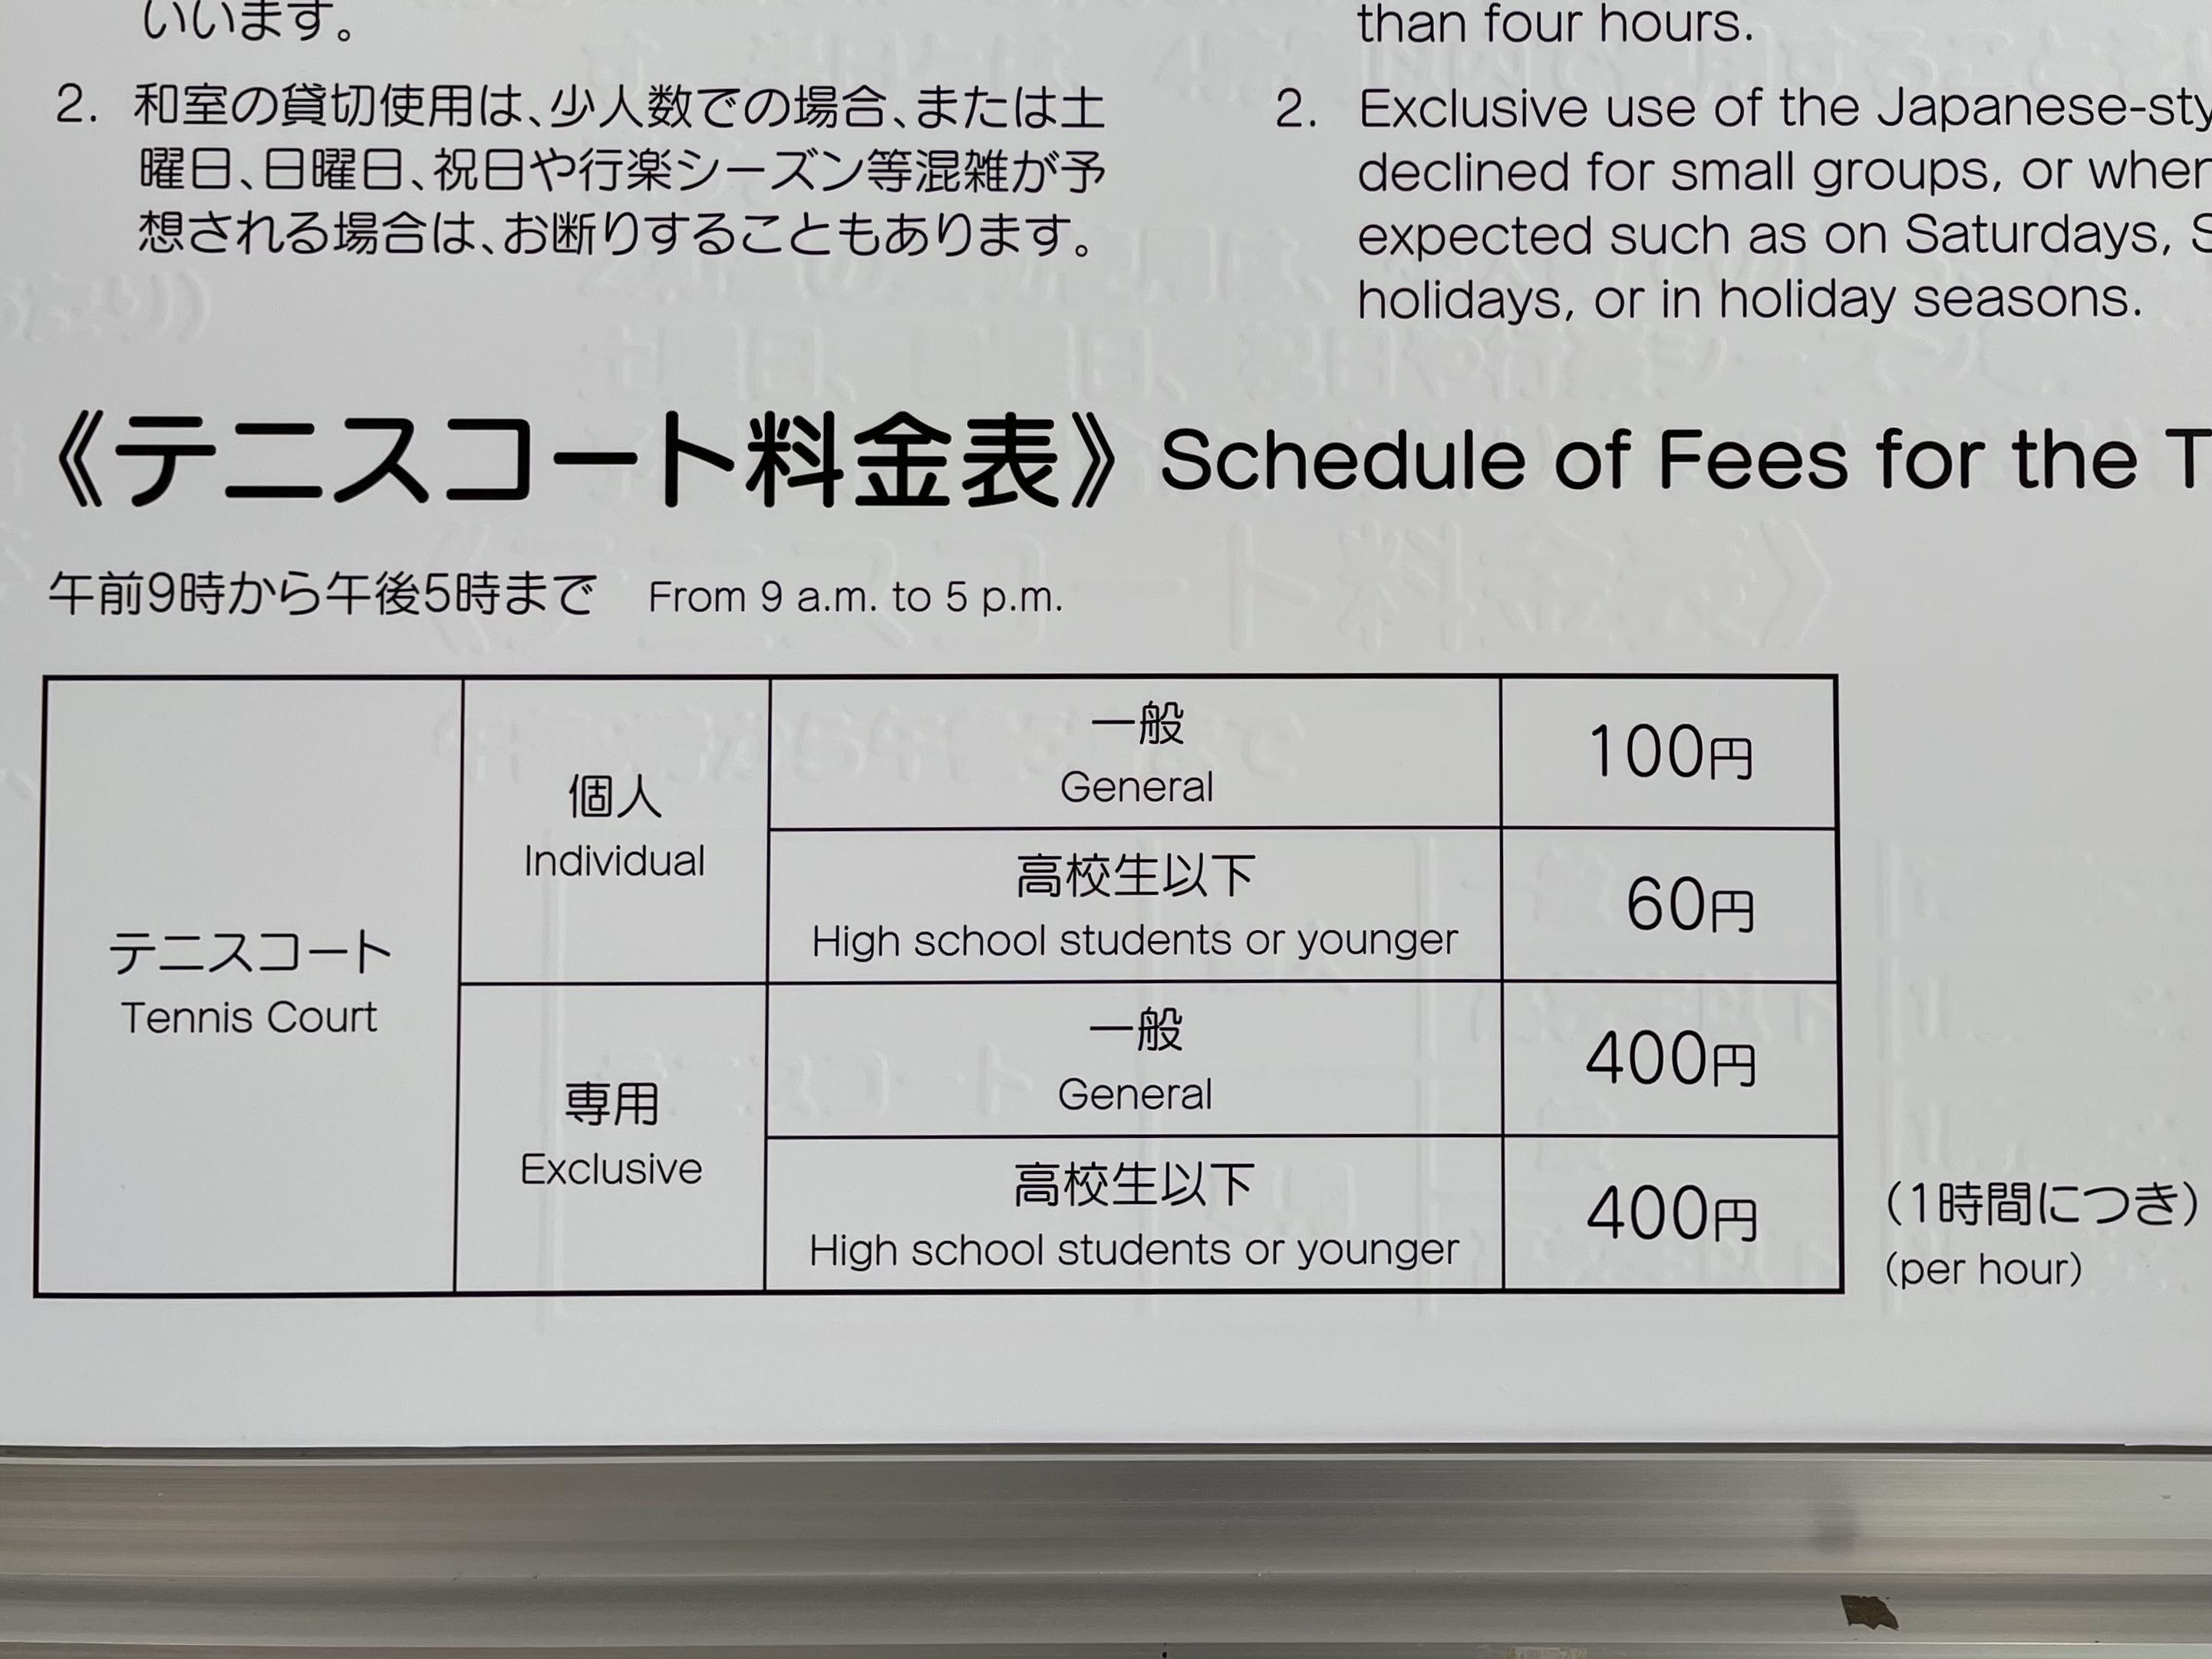 いいます。
2. 和室の貸切使用は、少人数での場合、または土
曜日、日曜日、祝日や行楽シーズン等混雑が予
想される場合は、お断りすることもあります。
than four hours.
2. Exclusive use of the Japanese-sty
declined for small groups, or when
expected such as on Saturdays, S
holidays, or in holiday seasons.
《テニスコート料金表》 Schedule of Fees for the T
午前9時から午後5時まで From 9 a.m. to 5 p.m.
テニスコート
Tennis Court
個人
Individual
一般
General
100円
高校生以下
High school students or younger
60円
専用
Exclusive
一般
General
400円
高校生以下
High school students or younger
400円
(1時間につき)
(per hour)